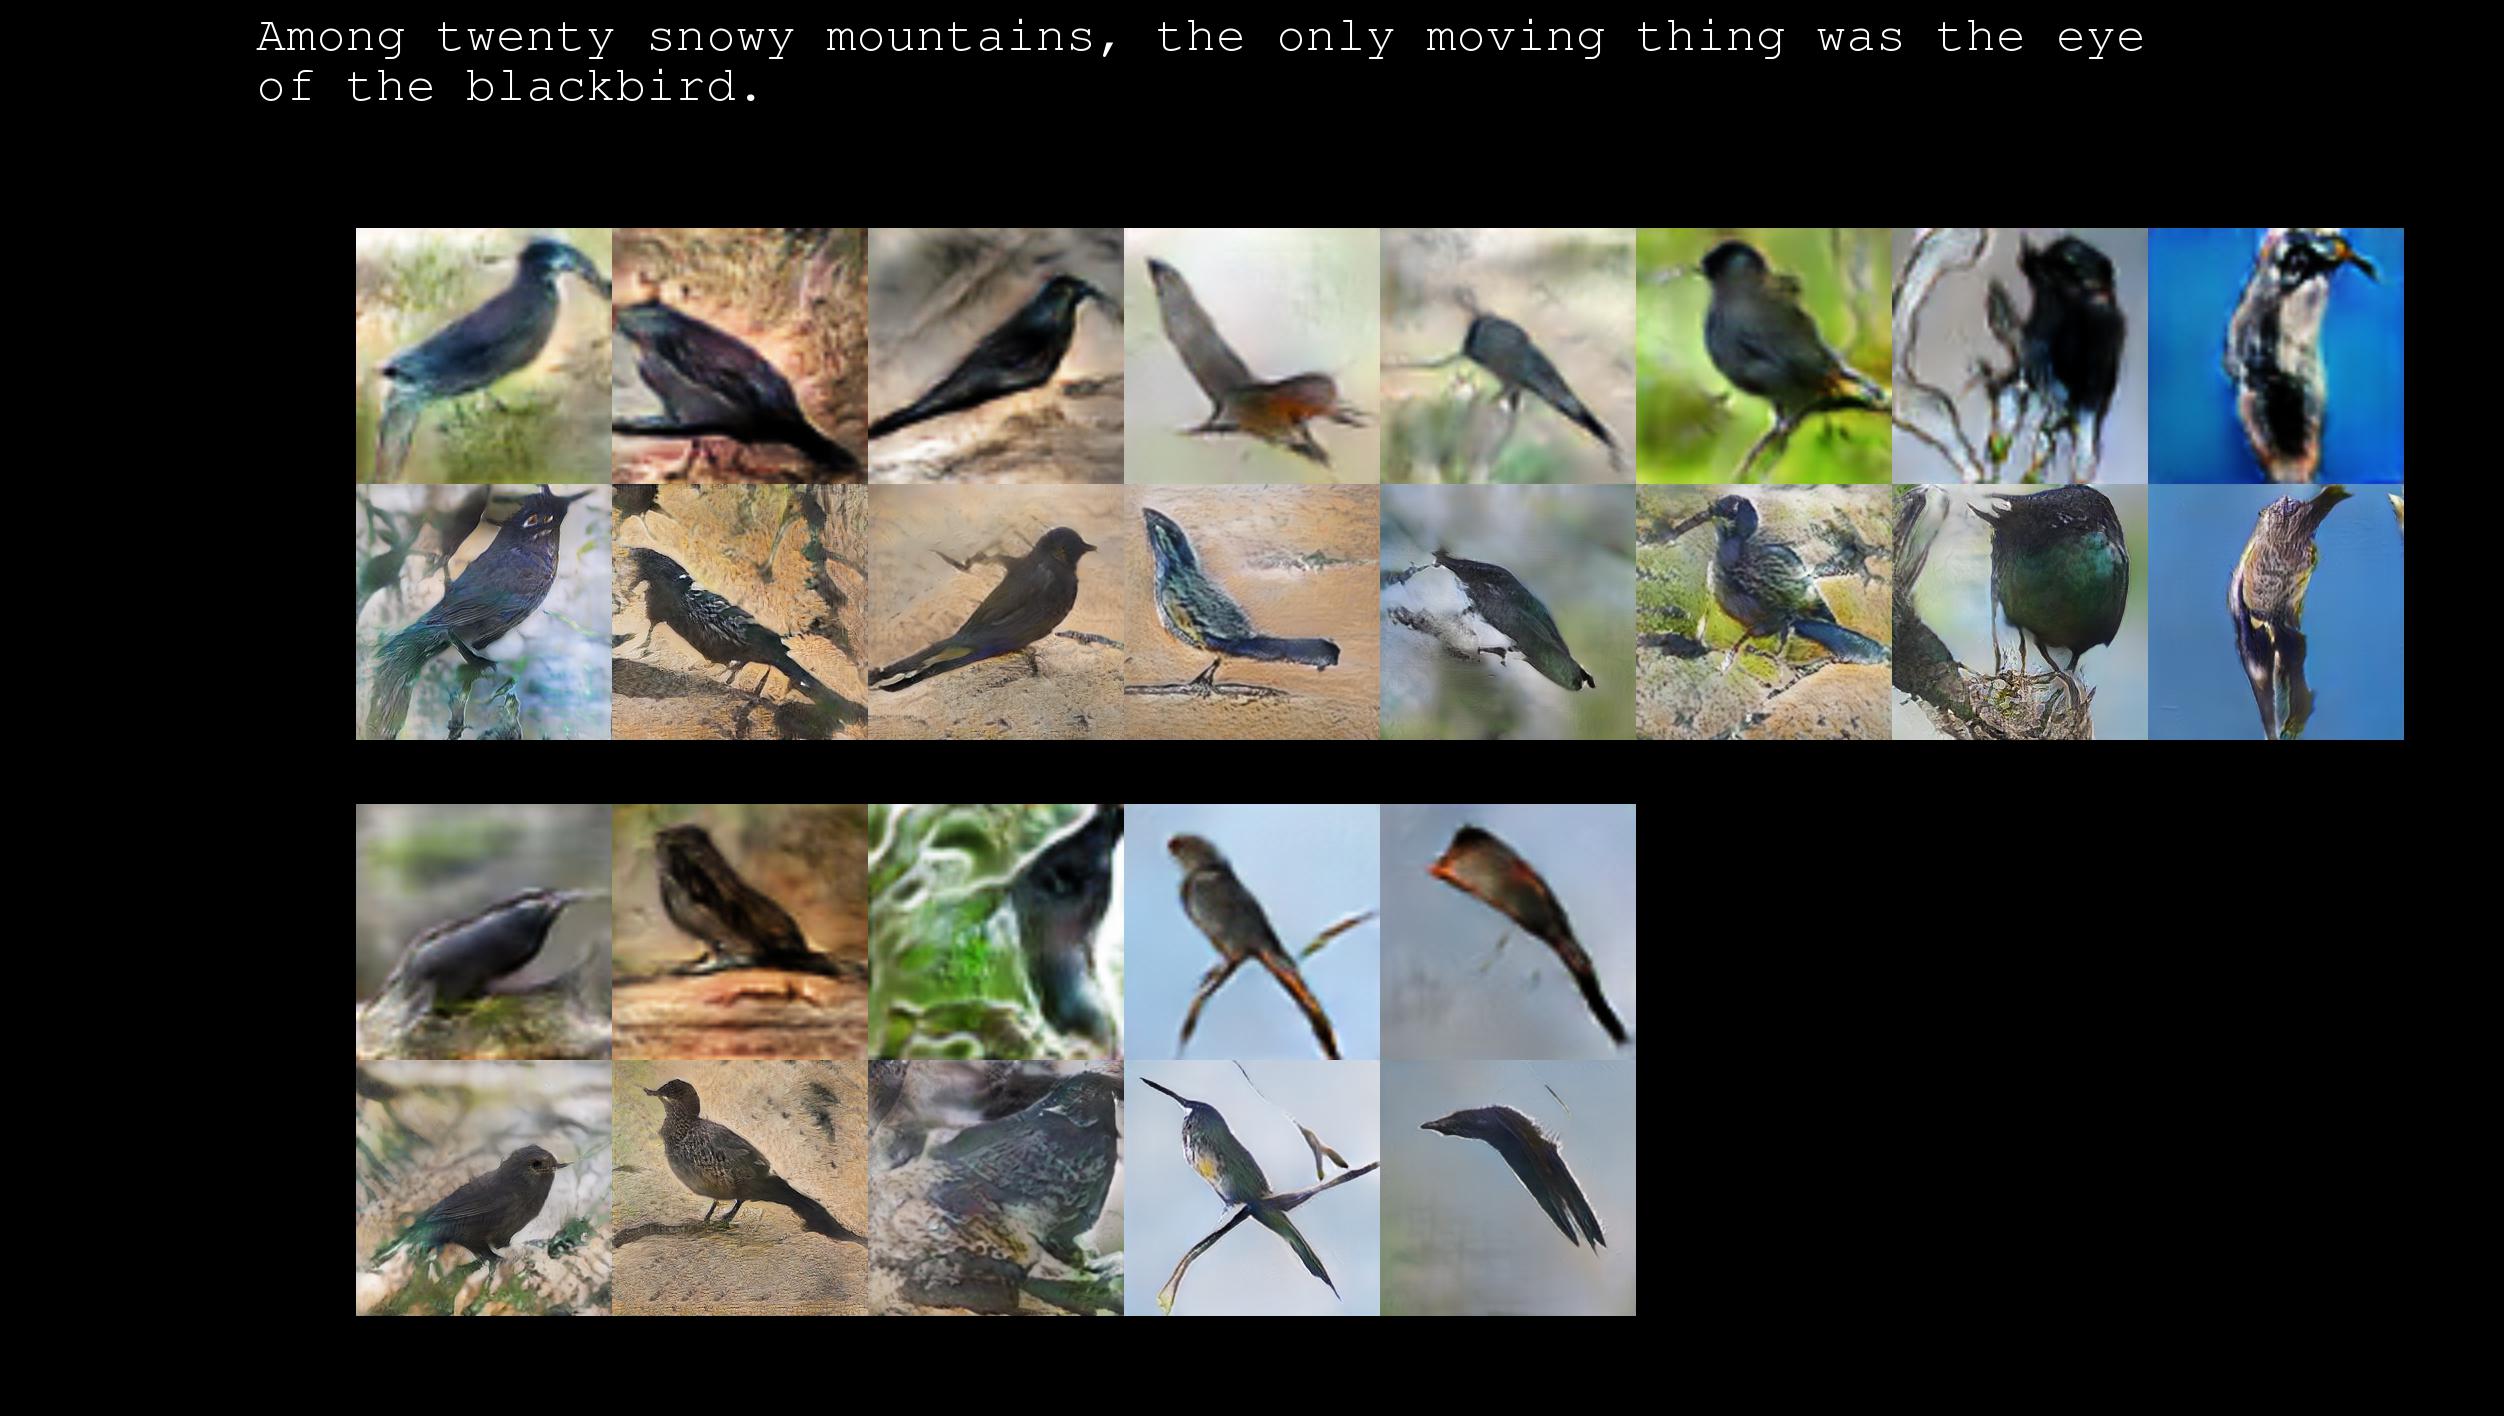 Among twenty snowy mountains, the only moving thing was the eye
of the blackbird.